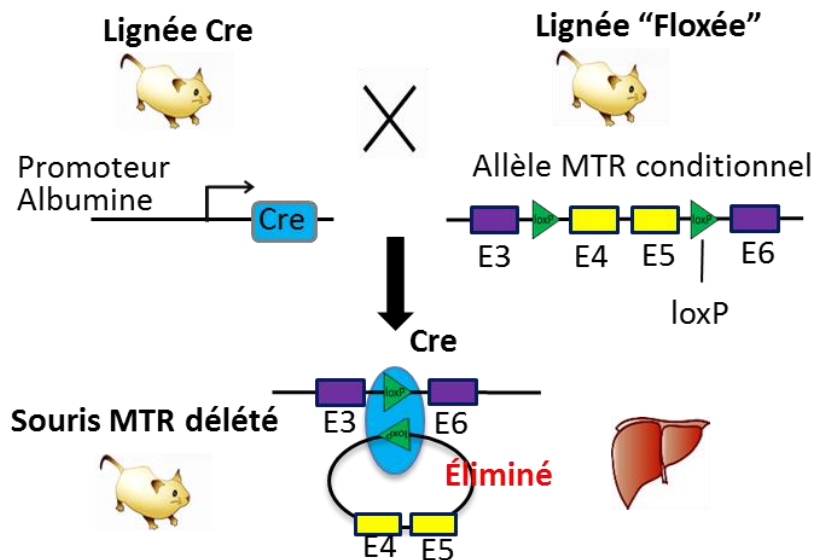 Lignée Cre
Lignée “Floxée”
Promoteur
Albumine
Cre
Allèle MTR conditionnel
loxP
loxP
E3
E4
E5
E6
loxP
Cre
loxP
E3
E6
loxP
Souris MTR délété
Éliminé
E4
E5